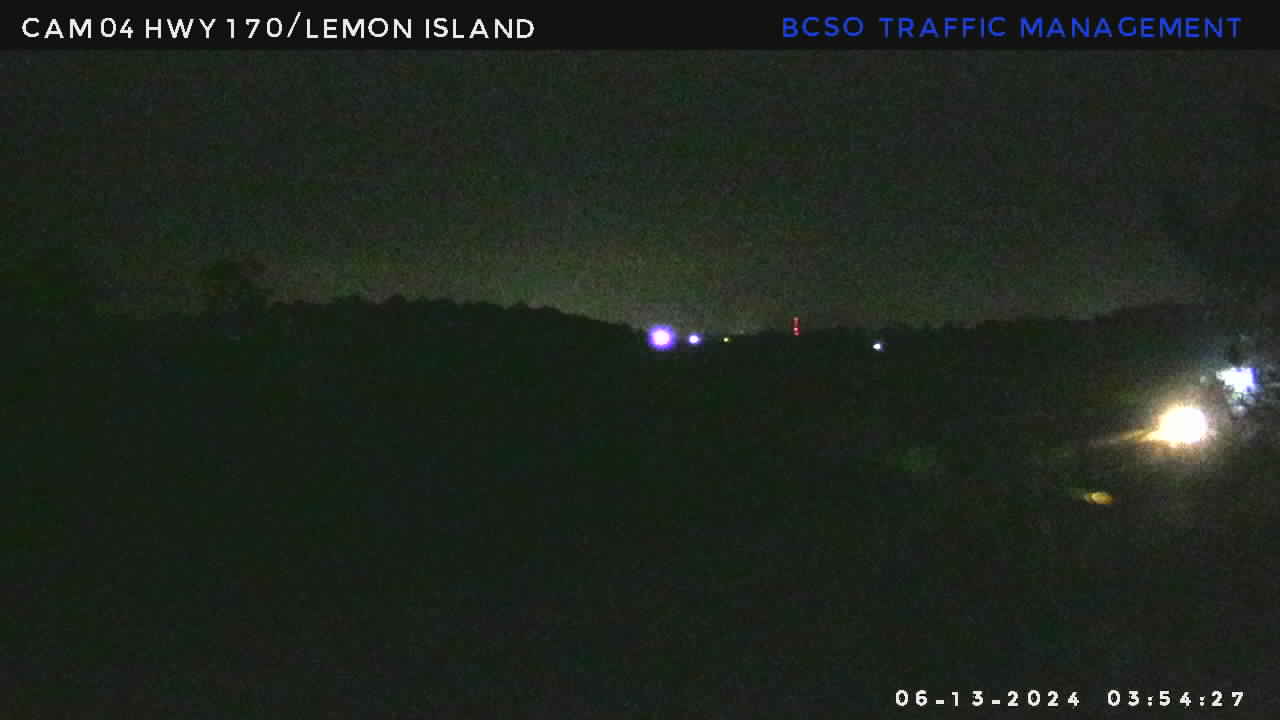 CAM04 HWY 170/LEMON ISLAND
BCSO TRAFFIC MANAGEMENT
06-13-2024 03:54:27